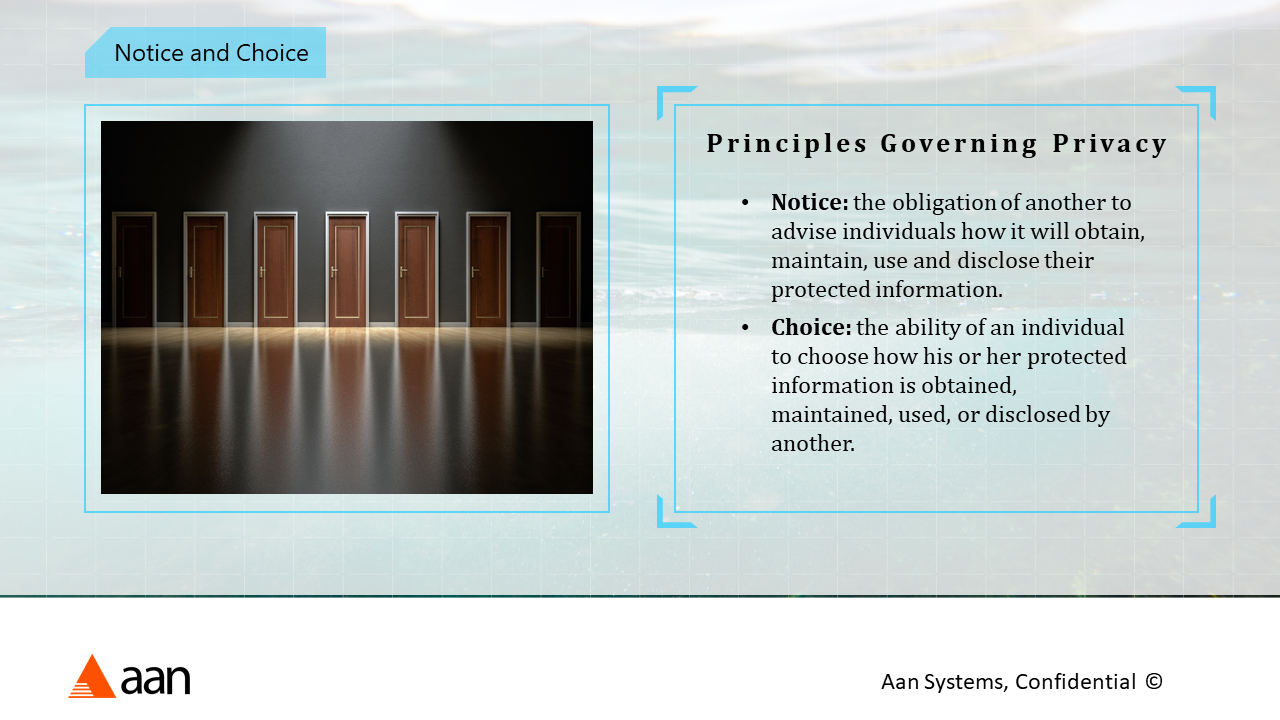 Notice and Choice
Principles Governing Privacy
• Notice: the obligation of another to
advise individuals how it will obtain,
maintain, use and disclose their
protected information.
• Choice: the ability of an individual
to choose how his or her protected
information is obtained,
maintained, used, or disclosed by
another.
aan
Aan Systems, Confidential ©